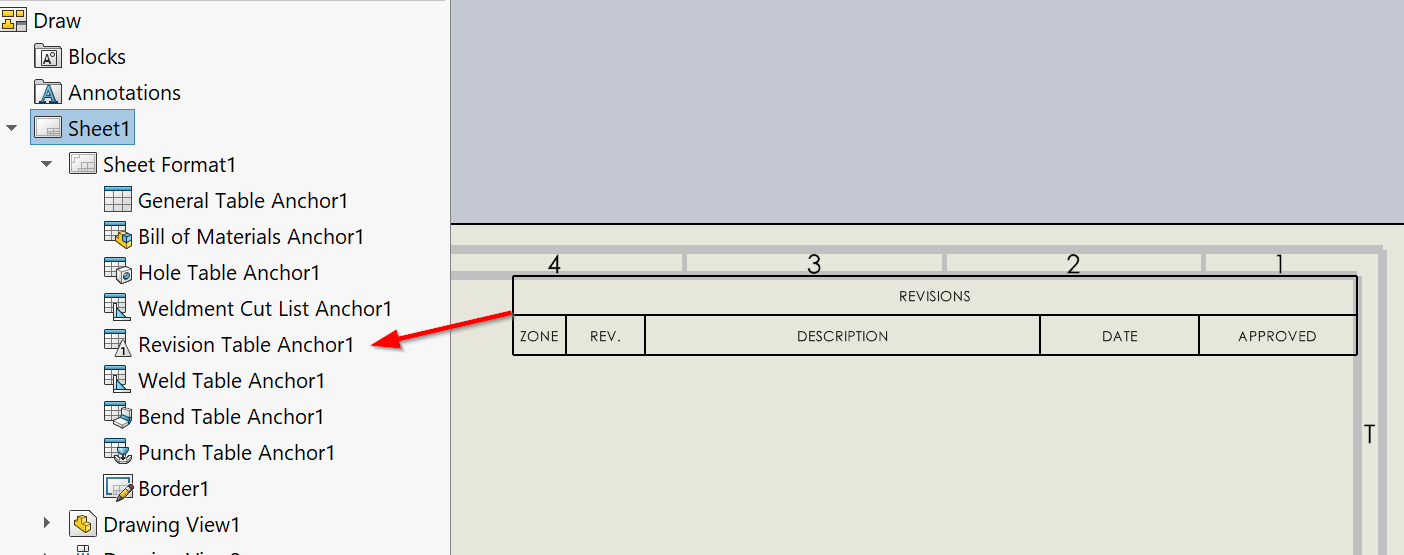 Draw
Blocks
Annotations
Sheet1
Sheet Format1
General Table Anchor1
Bill of Materials Anchor1
Hole Table Anchor1
Weldment Cut List Anchor1
Revision Table Anchor1
Weld Table Anchor1
Bend Table Anchor1
Punch Table Anchor1
Border1
Drawing View1
4 3 2 1
REVISIONS
ZONE REV. DESCRIPTION DATE APPROVED
T